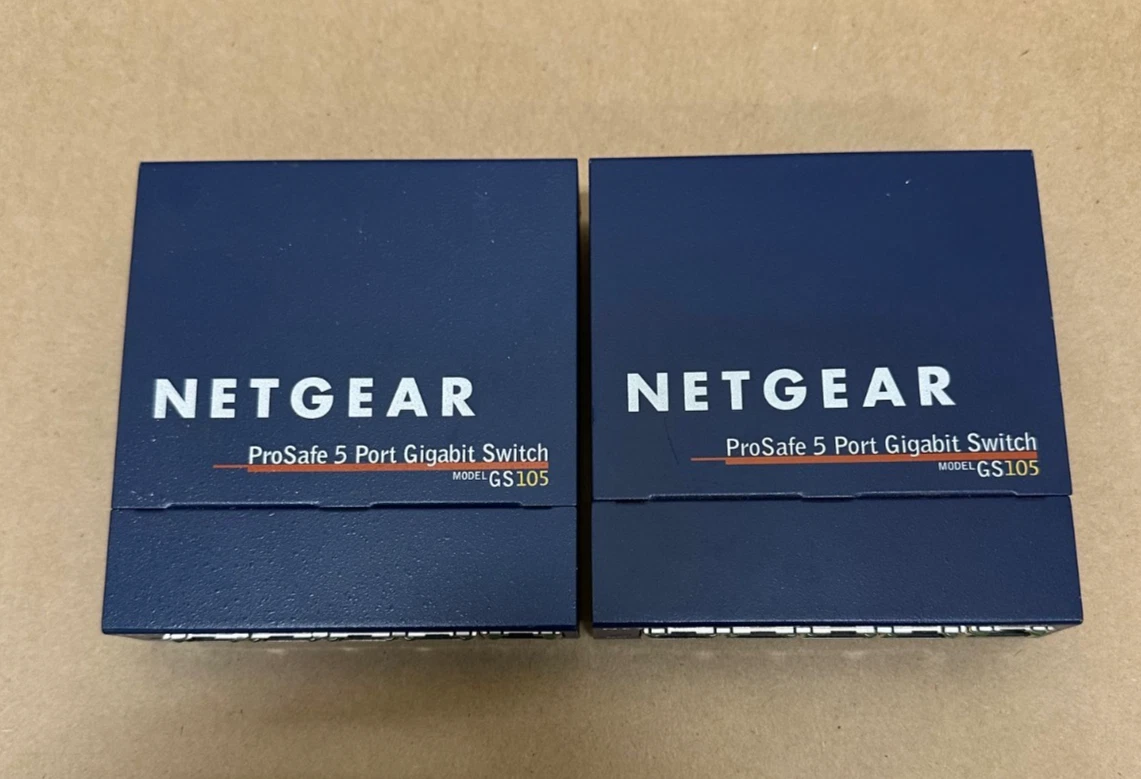 NETGEAR
ProSafe 5 Port Gigabit Switch
MODEL GS105
NETGEAR
ProSafe 5 Port Gigabit Switch
MODEL GS105